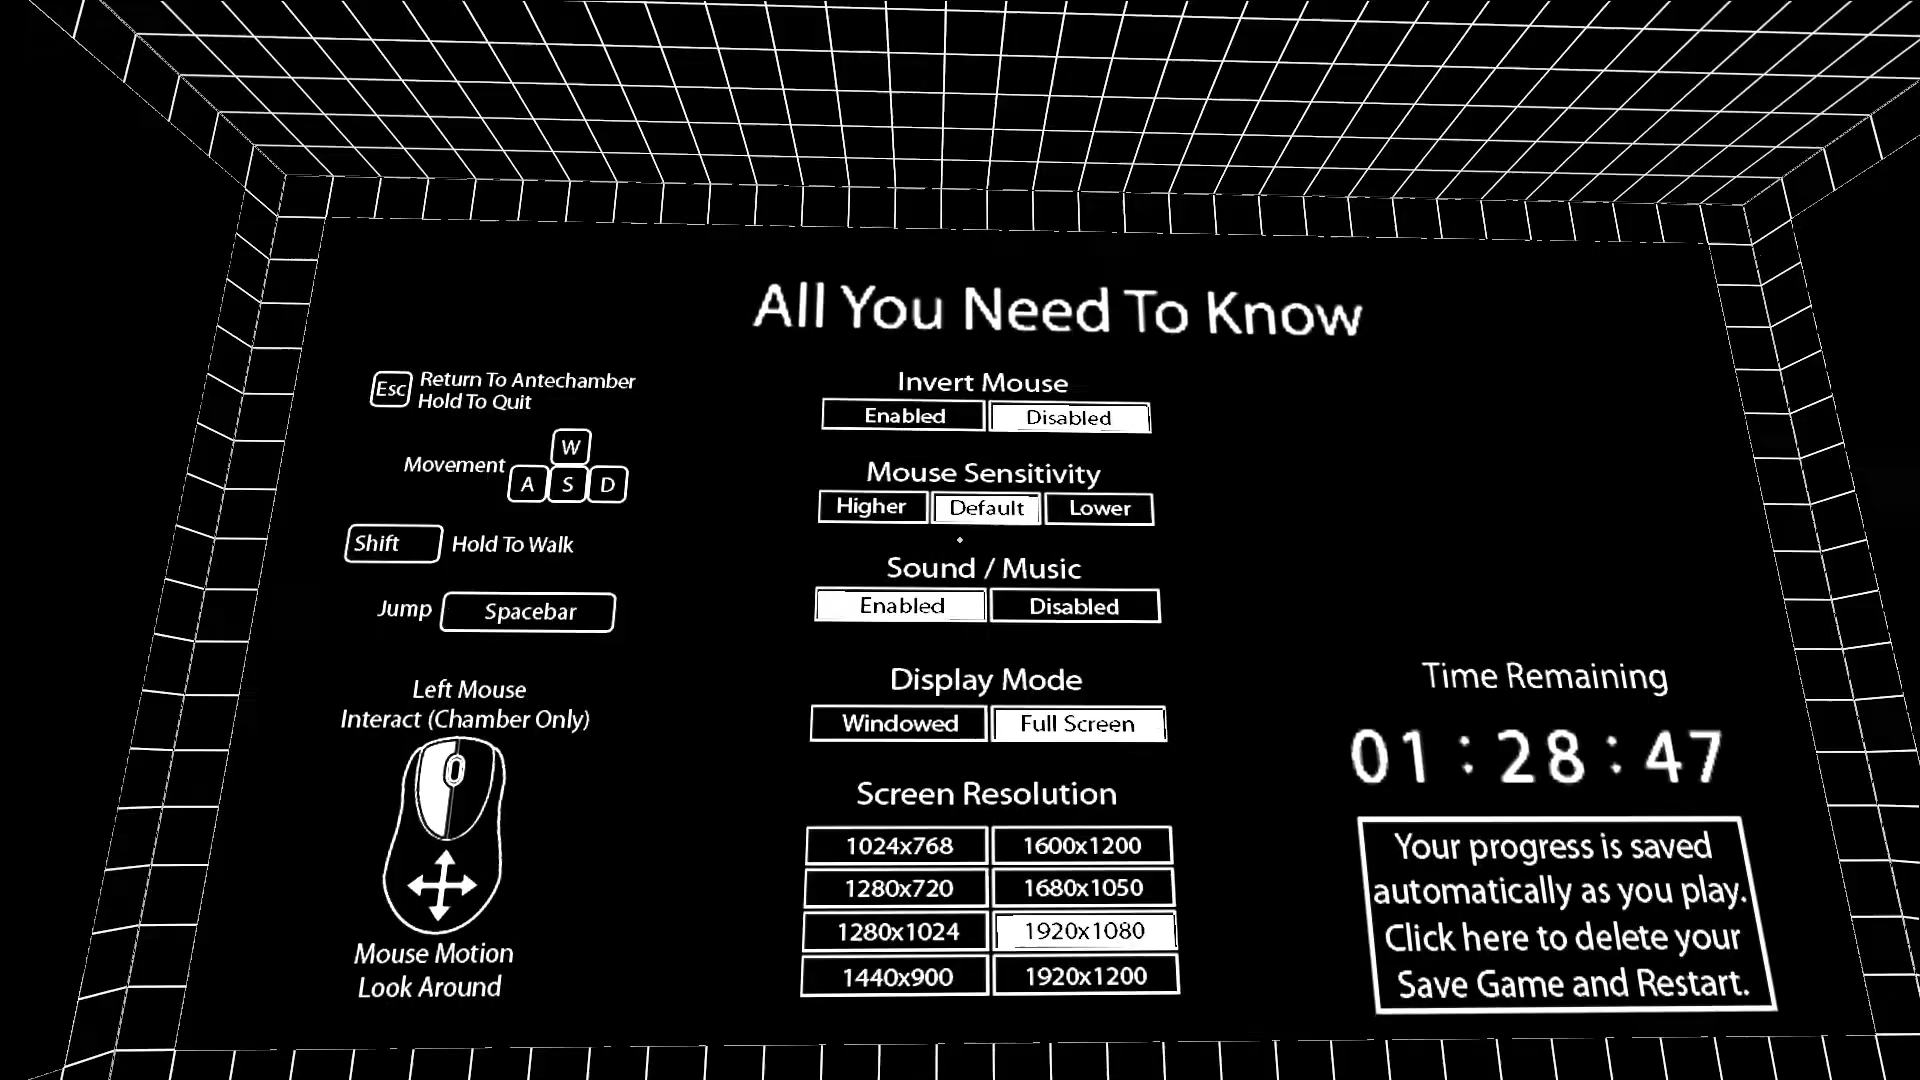 All You Need To Know
Esc Return To Antechamber
Hold To Quit
W
Movement A S D
Shift Hold To Walk
Jump Spacebar
Left Mouse
Interact (Chamber Only)
Mouse Motion
Look Around
Invert Mouse
Enabled Disabled
Mouse Sensitivity
Higher Default Lower
Sound / Music
Enabled Disabled
Display Mode
Windowed Full Screen
Screen Resolution
1024x768 1600x1200
1280x720 1680x1050
1280x1024 1920x1080
1440x900 1920x1200
Time Remaining
01 : 28 : 47
Your progress is saved
automatically as you play.
Click here to delete your
Save Game and Restart.